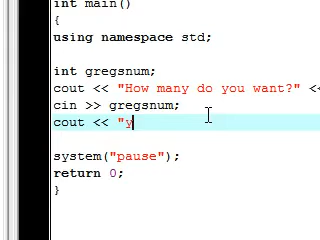 int main()
{
using namespace std;
int gregsnum;
cout << "How many do you want?" <<
cin >> gregsnum;
cout << "y
system("pause");
return 0;
}